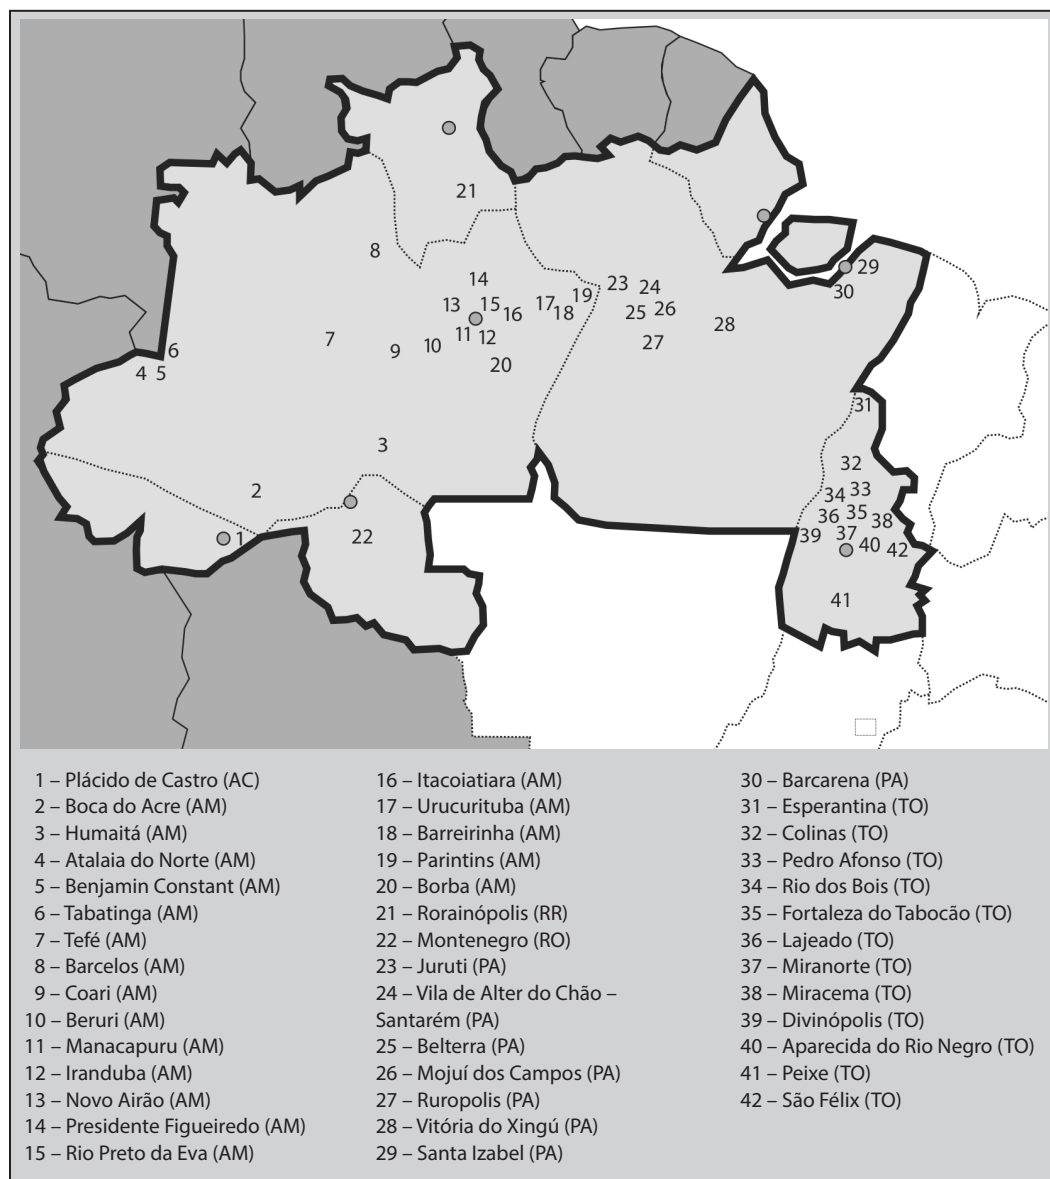 21
8
14
23
24
29
30
13
15
16
17
18
19
25
26
28
11
12
6
7
9
10
27
4
5
20
31
3
32
2
34
33
36
35
38
1
22
39
37
40
42
41
1 – Plácido de Castro (AC)
2 – Boca do Acre (AM)
3 – Humaitá (AM)
4 – Atalaia do Norte (AM)
5 – Benjamin Constant (AM)
6 – Tabatinga (AM)
7 – Tefé (AM)
8 – Barcelos (AM)
9 – Coari (AM)
10 – Beruri (AM)
11 – Manacapuru (AM)
12 – Iranduba (AM)
13 – Novo Airão (AM)
14 – Presidente Figueiredo (AM)
15 – Rio Preto da Eva (AM)
16 – Itacoiatiara (AM)
17 – Urucurituba (AM)
18 – Barreirinha (AM)
19 – Parintins (AM)
20 – Borba (AM)
21 – Rorainópolis (RR)
22 – Montenegro (RO)
23 – Juruti (PA)
24 – Vila de Alter do Chão –
Santarém (PA)
25 – Belterra (PA)
26 – Mojuí dos Campos (PA)
27 – Ruropolis (PA)
28 – Vitória do Xingú (PA)
29 – Santa Izabel (PA)
30 – Barcarena (PA)
31 – Esperantina (TO)
32 – Colinas (TO)
33 – Pedro Afonso (TO)
34 – Rio dos Bois (TO)
35 – Fortaleza do Tabocão (TO)
36 – Lajeado (TO)
37 – Miranorte (TO)
38 – Miracema (TO)
39 – Divinópolis (TO)
40 – Aparecida do Rio Negro (TO)
41 – Peixe (TO)
42 – São Félix (TO)